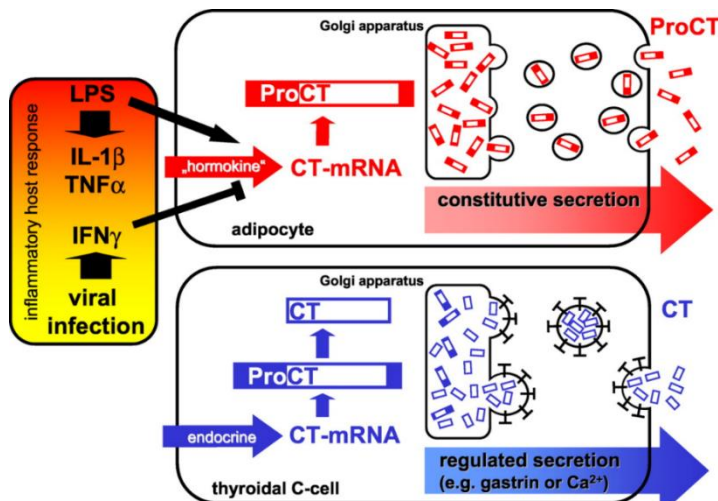 inflammatory host response
LPS
IL-1β
TNFα
IFNγ
viral
infection
Golgi apparatus
ProCT
ProCT
„hormokine“
CT-mRNA
constitutive secretion
adipocyte
Golgi apparatus
CT
CT
ProCT
endocrine
CT-mRNA
regulated secretion
(e.g. gastrin or Ca²⁺)
thyroidal C-cell